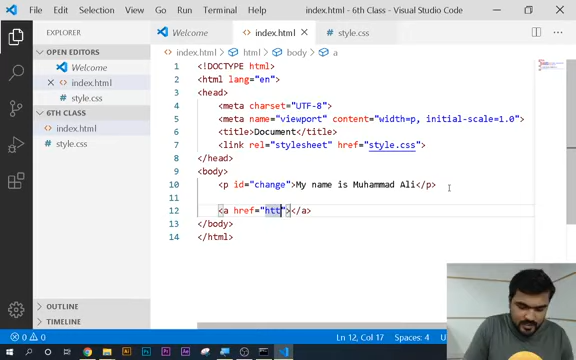 File Edit Selection View Go Run Terminal Help index.html - 6th Class - Visual Studio Code
EXPLORER
Welcome index.html style.css
OPEN EDITORS
Welcome
index.html
style.css
6TH CLASS
index.html
style.css
OUTLINE
TIMELINE
index.html > html > body > a
1 <!DOCTYPE html>
2 <html lang="en">
3 <head>
4 <meta charset="UTF-8">
5 <meta name="viewport" content="width=p, initial-scale=1.0">
6 <title>Document</title>
7 <link rel="stylesheet" href="style.css">
8 </head>
9 <body>
10 <p id="change">My name is Muhammad Ali</p>
11
12 <a href="htt"></a>
13 </body>
14 </html>
0 0 Ln 12, Col 17 Spaces: 4